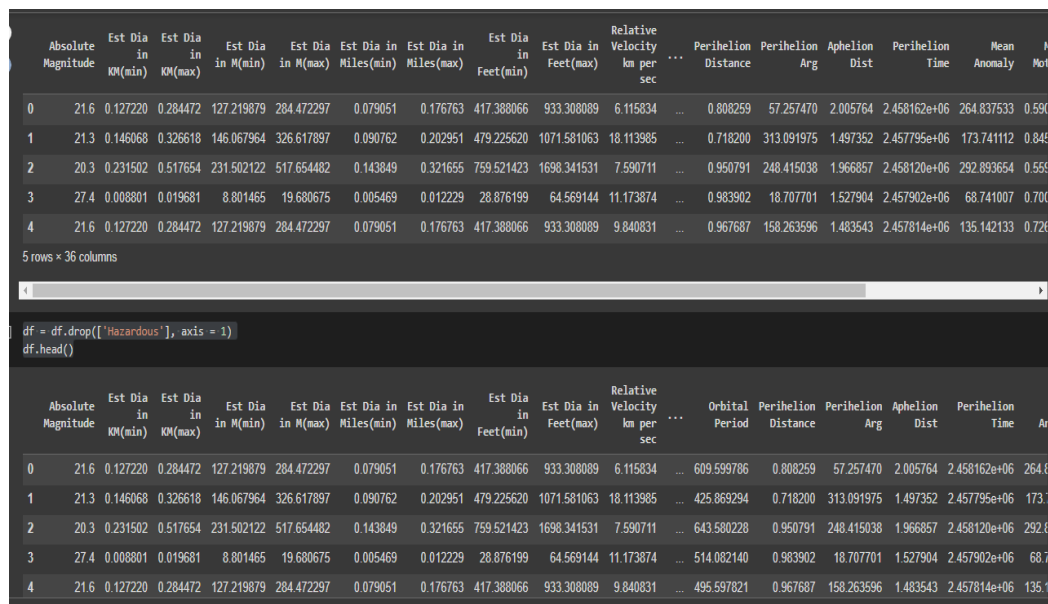 Absolute Magnitude Est Dia in KM(min) Est Dia in KM(max) Est Dia in M(min) Est Dia in M(max) Est Dia in Miles(min) Est Dia in Miles(max) Est Dia in Feet(min) Est Dia in Feet(max) Relative Velocity km per sec ... Perihelion Distance Perihelion Arg Aphelion Dist Perihelion Time Mean Anomaly
0 21.6 0.127220 0.284472 127.219879 284.472297 0.079051 0.176763 417.388066 933.308089 6.115834 ... 0.808259 57.257470 2.005764 2.458162e+06 264.837533 0.590
1 21.3 0.146068 0.326618 146.067964 326.617897 0.090762 0.202951 479.225620 1071.581063 18.113985 ... 0.718200 313.091975 1.497352 2.457795e+06 173.741112 0.845
2 20.3 0.231502 0.517654 231.502122 517.654482 0.143849 0.321655 759.521423 1698.341531 7.590711 ... 0.950791 248.415038 1.966857 2.458120e+06 292.893654 0.559
3 27.4 0.008801 0.019681 8.801465 19.680675 0.005469 0.012229 28.876199 64.569144 11.173874 ... 0.983902 18.707701 1.527904 2.457902e+06 68.741007 0.700
4 21.6 0.127220 0.284472 127.219879 284.472297 0.079051 0.176763 417.388066 933.308089 9.840831 ... 0.967687 158.263596 1.483543 2.457814e+06 135.142133 0.726
5 rows × 36 columns
df = df.drop(['Hazardous'], axis = 1)
df.head()
Absolute Magnitude Est Dia in KM(min) Est Dia in KM(max) Est Dia in M(min) Est Dia in M(max) Est Dia in Miles(min) Est Dia in Miles(max) Est Dia in Feet(min) Est Dia in Feet(max) Relative Velocity km per sec ... Orbital Period Perihelion Distance Perihelion Arg Aphelion Dist Perihelion Time
0 21.6 0.127220 0.284472 127.219879 284.472297 0.079051 0.176763 417.388066 933.308089 6.115834 ... 609.599786 0.808259 57.257470 2.005764 2.458162e+06 264.8
1 21.3 0.146068 0.326618 146.067964 326.617897 0.090762 0.202951 479.225620 1071.581063 18.113985 ... 425.869294 0.718200 313.091975 1.497352 2.457795e+06 173.
2 20.3 0.231502 0.517654 231.502122 517.654482 0.143849 0.321655 759.521423 1698.341531 7.590711 ... 643.580228 0.950791 248.415038 1.966857 2.458120e+06 292.8
3 27.4 0.008801 0.019681 8.801465 19.680675 0.005469 0.012229 28.876199 64.569144 11.173874 ... 514.082140 0.983902 18.707701 1.527904 2.457902e+06 68.7
4 21.6 0.127220 0.284472 127.219879 284.472297 0.079051 0.176763 417.388066 933.308089 9.840831 ... 495.597821 0.967687 158.263596 1.483543 2.457814e+06 135.1